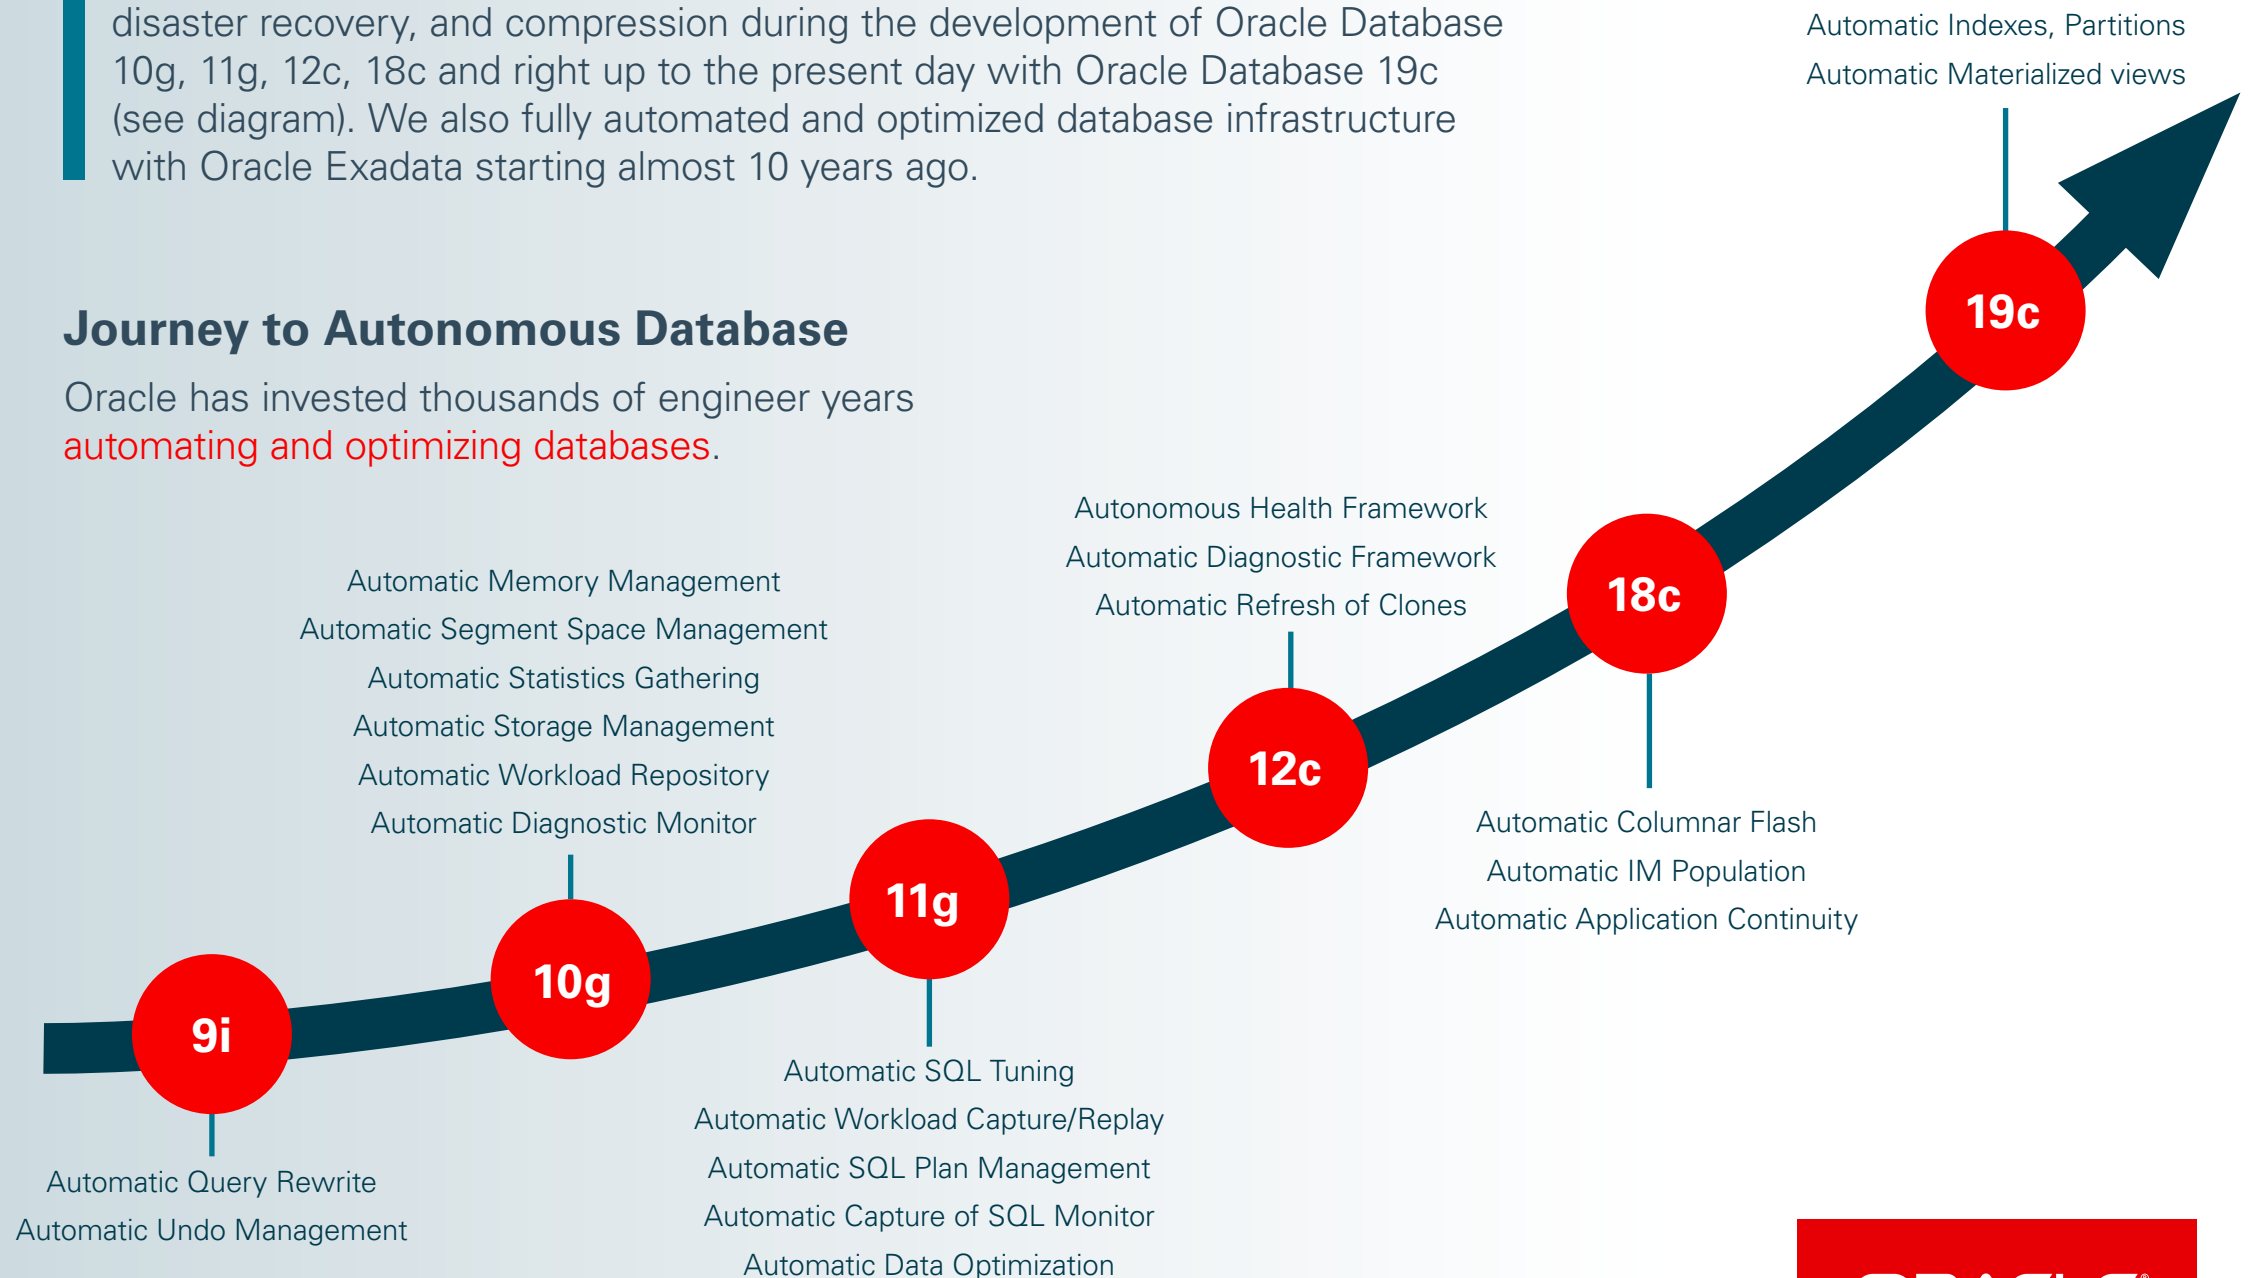 disaster recovery, and compression during the development of Oracle Database
10g, 11g, 12c, 18c and right up to the present day with Oracle Database 19c
(see diagram). We also fully automated and optimized database infrastructure
with Oracle Exadata starting almost 10 years ago.
Automatic Indexes, Partitions
Automatic Materialized views
19c
Journey to Autonomous Database
Oracle has invested thousands of engineer years
automating and optimizing databases.
Autonomous Health Framework
Automatic Diagnostic Framework
Automatic Refresh of Clones
18c
Automatic Memory Management
Automatic Segment Space Management
Automatic Statistics Gathering
Automatic Storage Management
Automatic Workload Repository
Automatic Diagnostic Monitor
12c
Automatic Columnar Flash
Automatic IM Population
Automatic Application Continuity
11g
10g
9i
Automatic SQL Tuning
Automatic Workload Capture/Replay
Automatic SQL Plan Management
Automatic Capture of SQL Monitor
Automatic Data Optimization
Automatic Query Rewrite
Automatic Undo Management